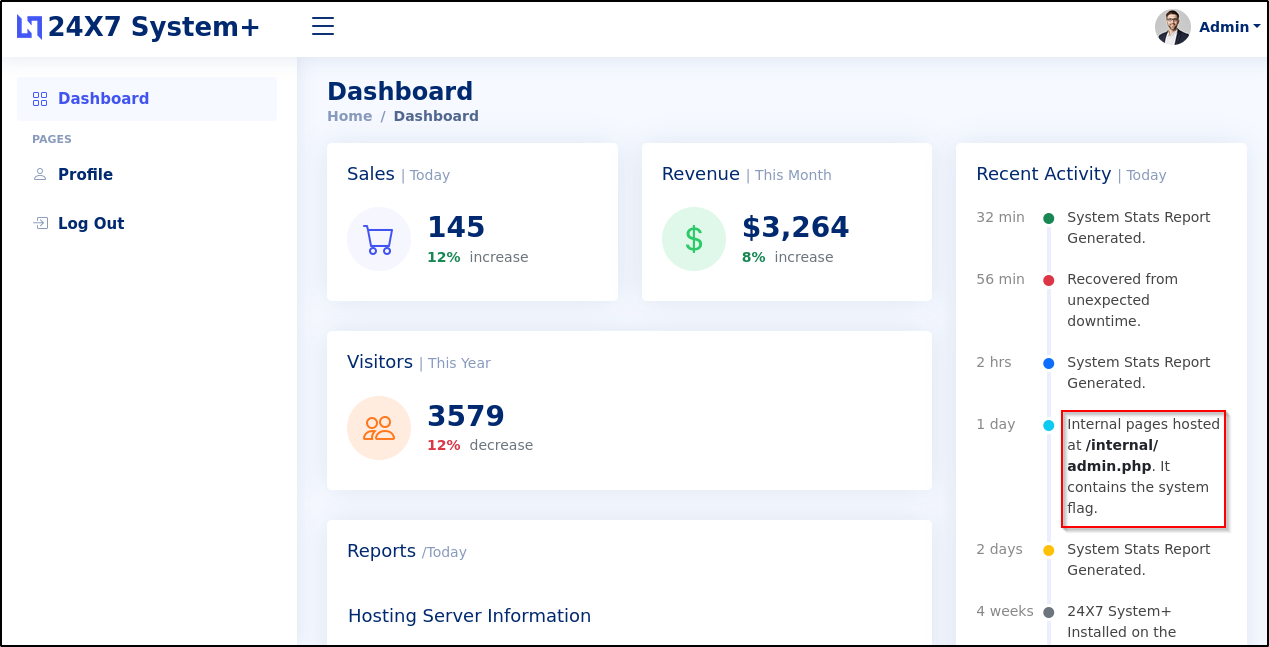 24X7 System+
Admin
Dashboard
PAGES
Profile
Log Out
Dashboard
Home / Dashboard
Sales | Today
145
12% increase
Revenue | This Month
$ $3,264
8% increase
Visitors | This Year
3579
12% decrease
Reports /Today
Hosting Server Information
Recent Activity | Today
32 min System Stats Report
Generated.
56 min Recovered from
unexpected
downtime.
2 hrs System Stats Report
Generated.
1 day Internal pages hosted
at /internal/
admin.php. It
contains the system
flag.
2 days System Stats Report
Generated.
4 weeks 24X7 System+
Installed on the